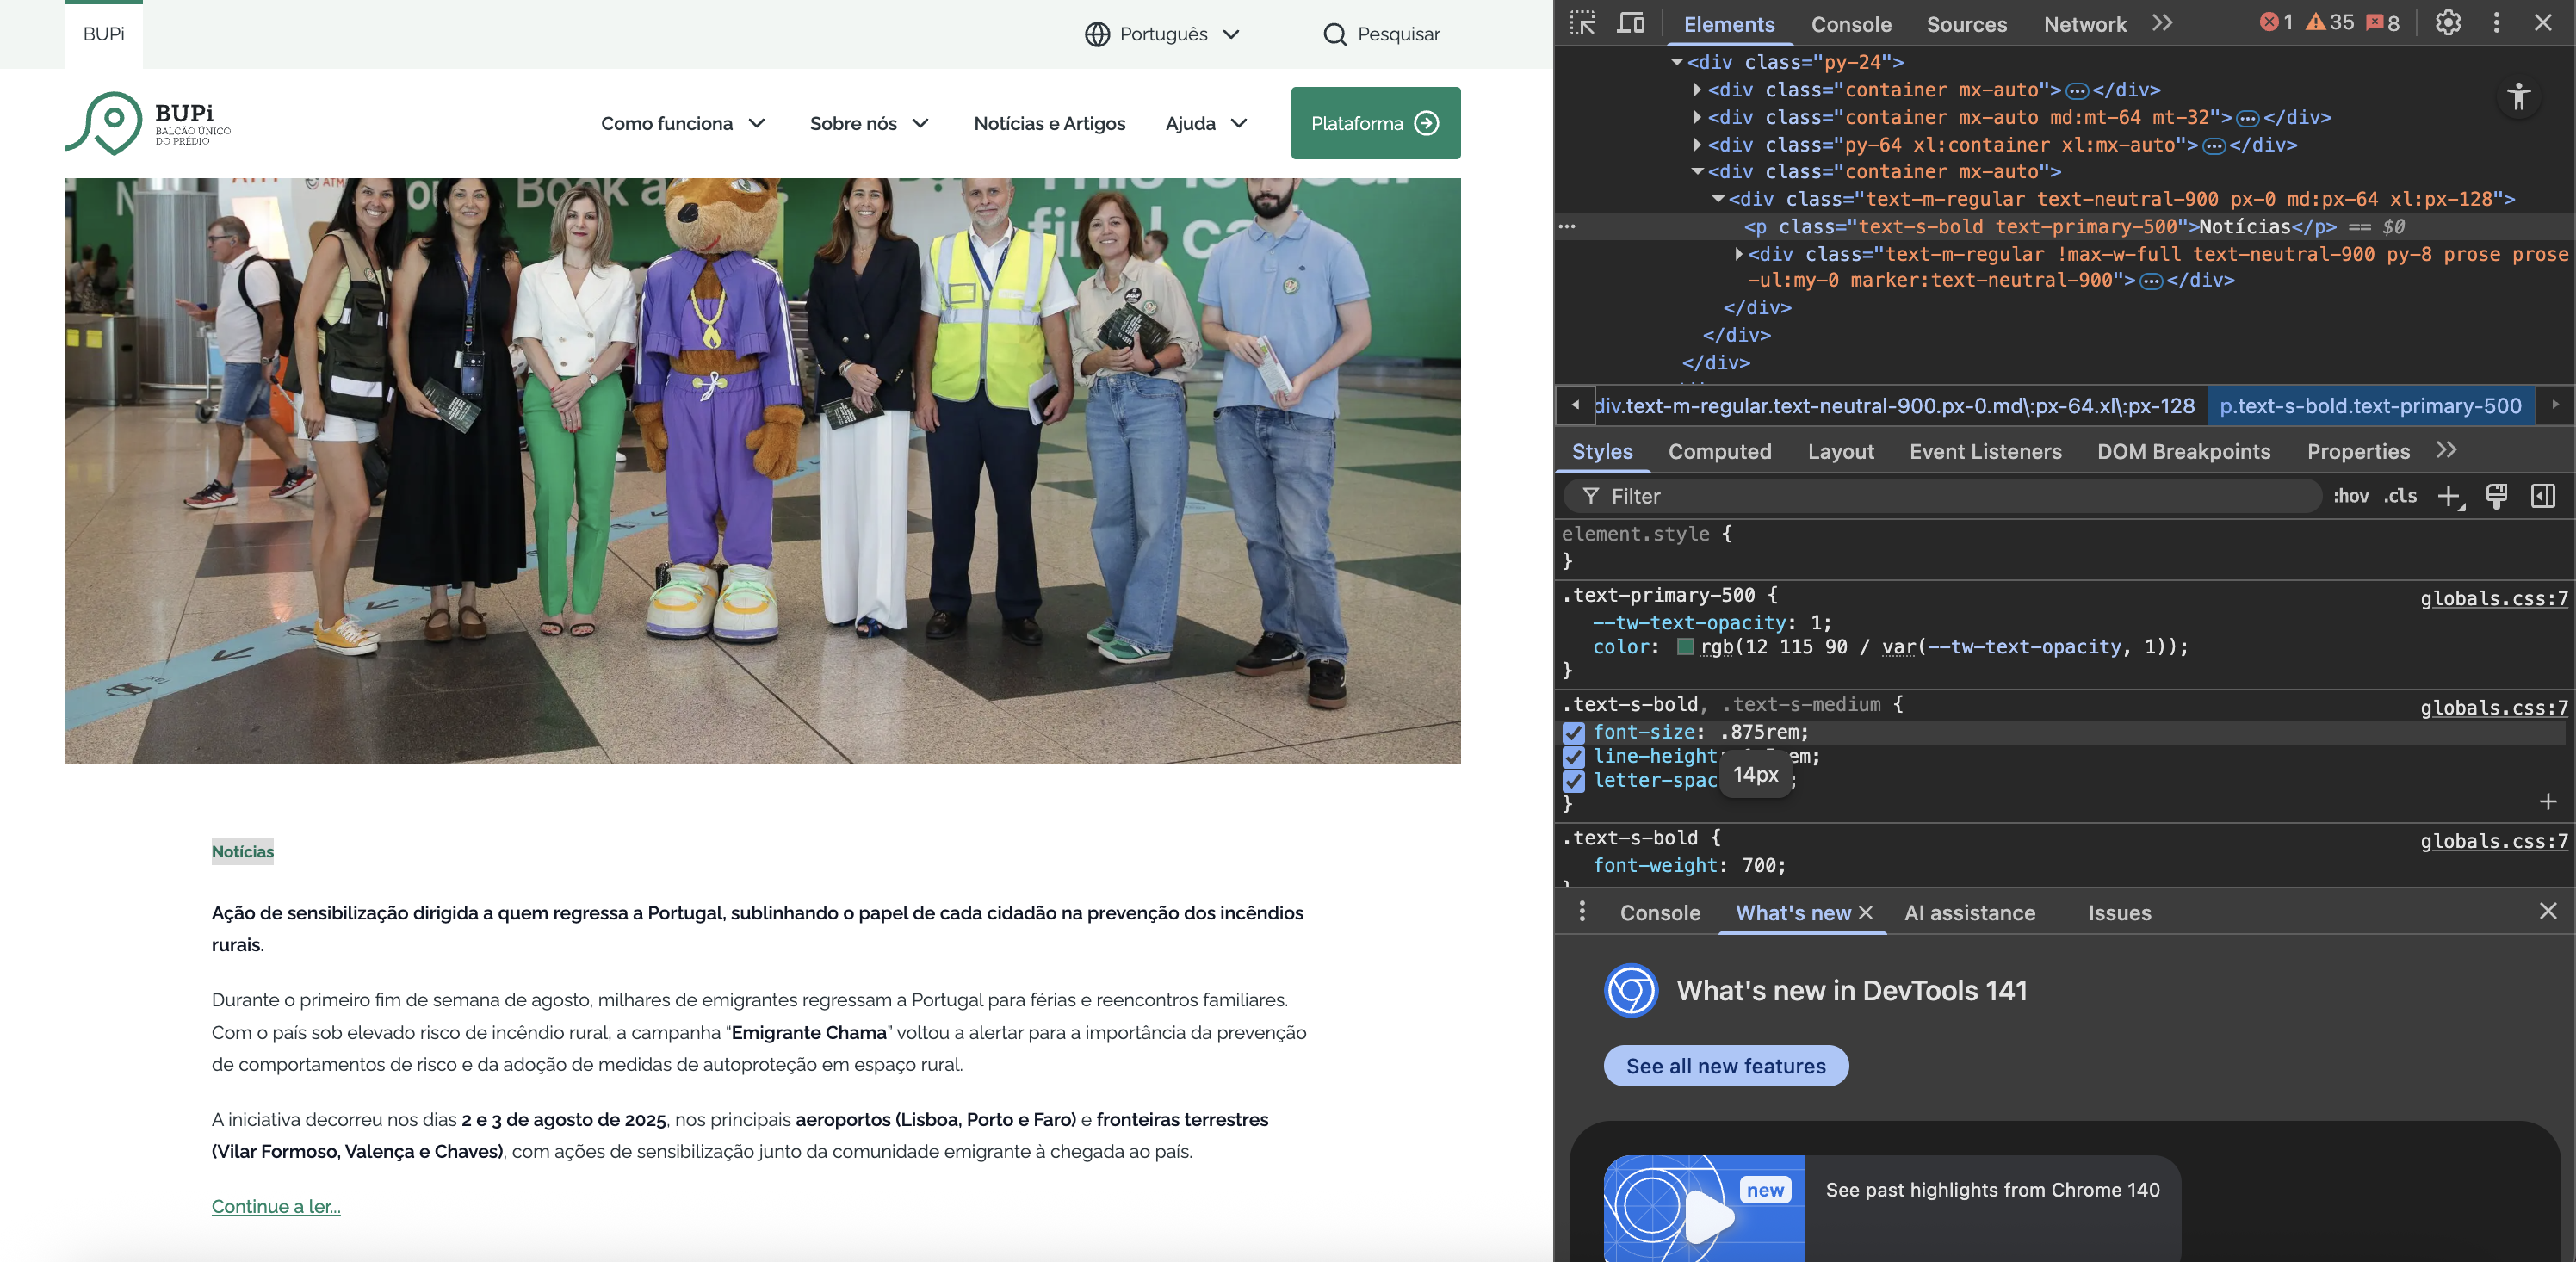 BUPi
Português
Pesquisar
BUPi
BALCÃO ÚNICO
DO PRÉDIO
Como funciona
Sobre nós
Notícias e Artigos
Ajuda
Plataforma
Book a
final ca
Notícias
Ação de sensibilização dirigida a quem regressa a Portugal, sublinhando o papel de cada cidadão na prevenção dos incêndios
rurais.
Durante o primeiro fim de semana de agosto, milhares de emigrantes regressam a Portugal para férias e reencontros familiares.
Com o país sob elevado risco de incêndio rural, a campanha “Emigrante Chama” voltou a alertar para a importância da prevenção
de comportamentos de risco e da adoção de medidas de autoproteção em espaço rural.
A iniciativa decorreu nos dias 2 e 3 de agosto de 2025, nos principais aeroportos (Lisboa, Porto e Faro) e fronteiras terrestres
(Vilar Formoso, Valença e Chaves), com ações de sensibilização junto da comunidade emigrante à chegada ao país.
Continue a ler...
Elements
Console
Sources
Network
1
35
8
<div class="py-24">
<div class="container mx-auto">…</div>
<div class="container mx-auto md:mt-64 mt-32">…</div>
<div class="py-64 xl:container xl:mx-auto">…</div>
<div class="container mx-auto">
<div class="text-m-regular text-neutral-900 px-0 md:px-64 xl:px-128">
<p class="text-s-bold text-primary-500">Notícias</p> == $0
<div class="text-m-regular !max-w-full text-neutral-900 py-8 prose prose
-ul:my-0 marker:text-neutral-900">…</div>
</div>
</div>
</div>
div.text-m-regular.text-neutral-900.px-0.md\:px-64.xl\:px-128
p.text-s-bold.text-primary-500
Styles
Computed
Layout
Event Listeners
DOM Breakpoints
Properties
Filter
:hov
.cls
element.style {
}
.text-primary-500 {
globals.css:7
--tw-text-opacity: 1;
color: rgb(12 115 90 / var(--tw-text-opacity, 1));
}
.text-s-bold, .text-s-medium {
globals.css:7
font-size: .875rem;
line-height em;
letter-spac ;
14px
}
.text-s-bold {
globals.css:7
font-weight: 700;
Console
What's new
AI assistance
Issues
What's new in DevTools 141
See all new features
new
See past highlights from Chrome 140